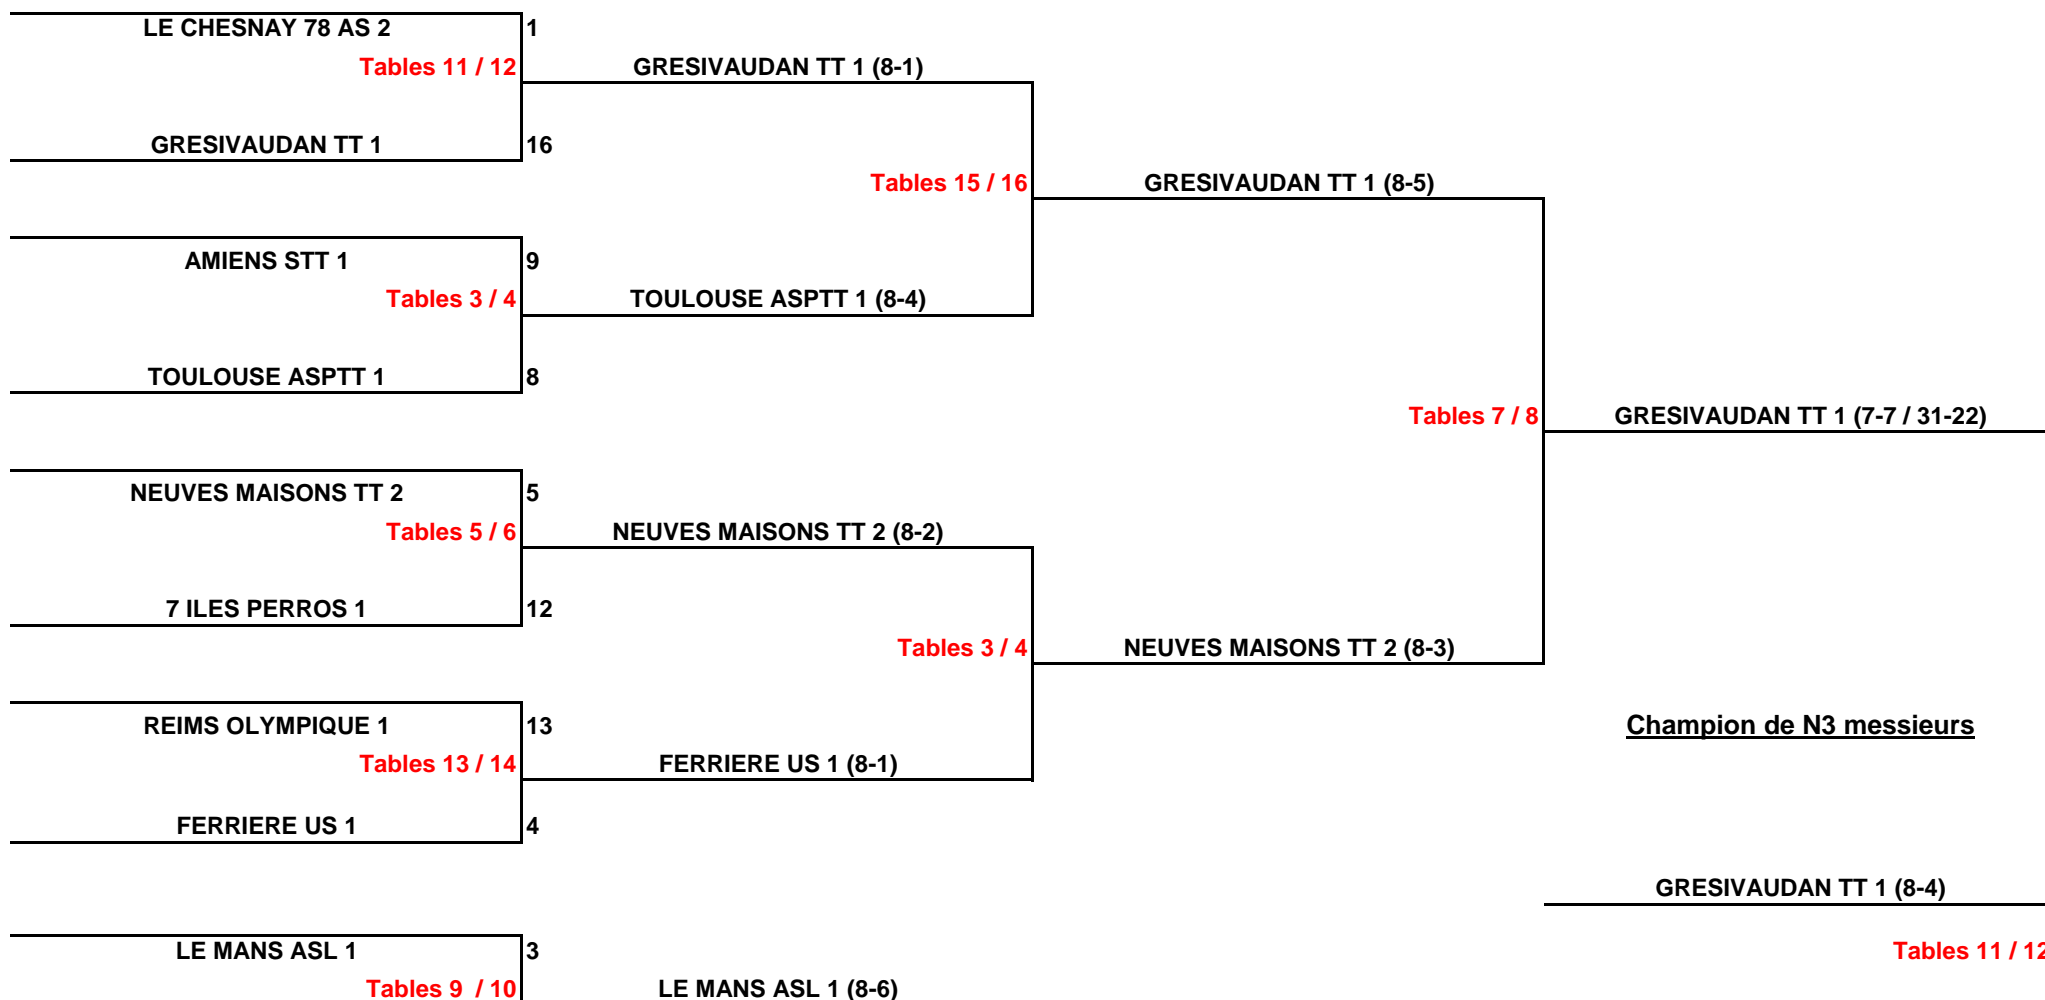 LE CHESNAY 78 AS 2 1
Tables 11 / 12 GRESIVAUDAN TT 1 (8-1)
GRESIVAUDAN TT 1 16
Tables 15 / 16 GRESIVAUDAN TT 1 (8-5)
AMIENS STT 1 9
Tables 3 / 4 TOULOUSE ASPTT 1 (8-4)
TOULOUSE ASPTT 1 8
Tables 7 / 8 GRESIVAUDAN TT 1 (7-7 / 31-22)
NEUVES MAISONS TT 2 5
Tables 5 / 6 NEUVES MAISONS TT 2 (8-2)
7 ILES PERROS 1 12
Tables 3 / 4 NEUVES MAISONS TT 2 (8-3)
REIMS OLYMPIQUE 1 13 Champion de N3 messieurs
Tables 13 / 14 FERRIERE US 1 (8-1)
FERRIERE US 1 4
GRESIVAUDAN TT 1 (8-4)
LE MANS ASL 1 3 Tables 11 / 12
Tables 9 / 10 LE MANS ASL 1 (8-6)